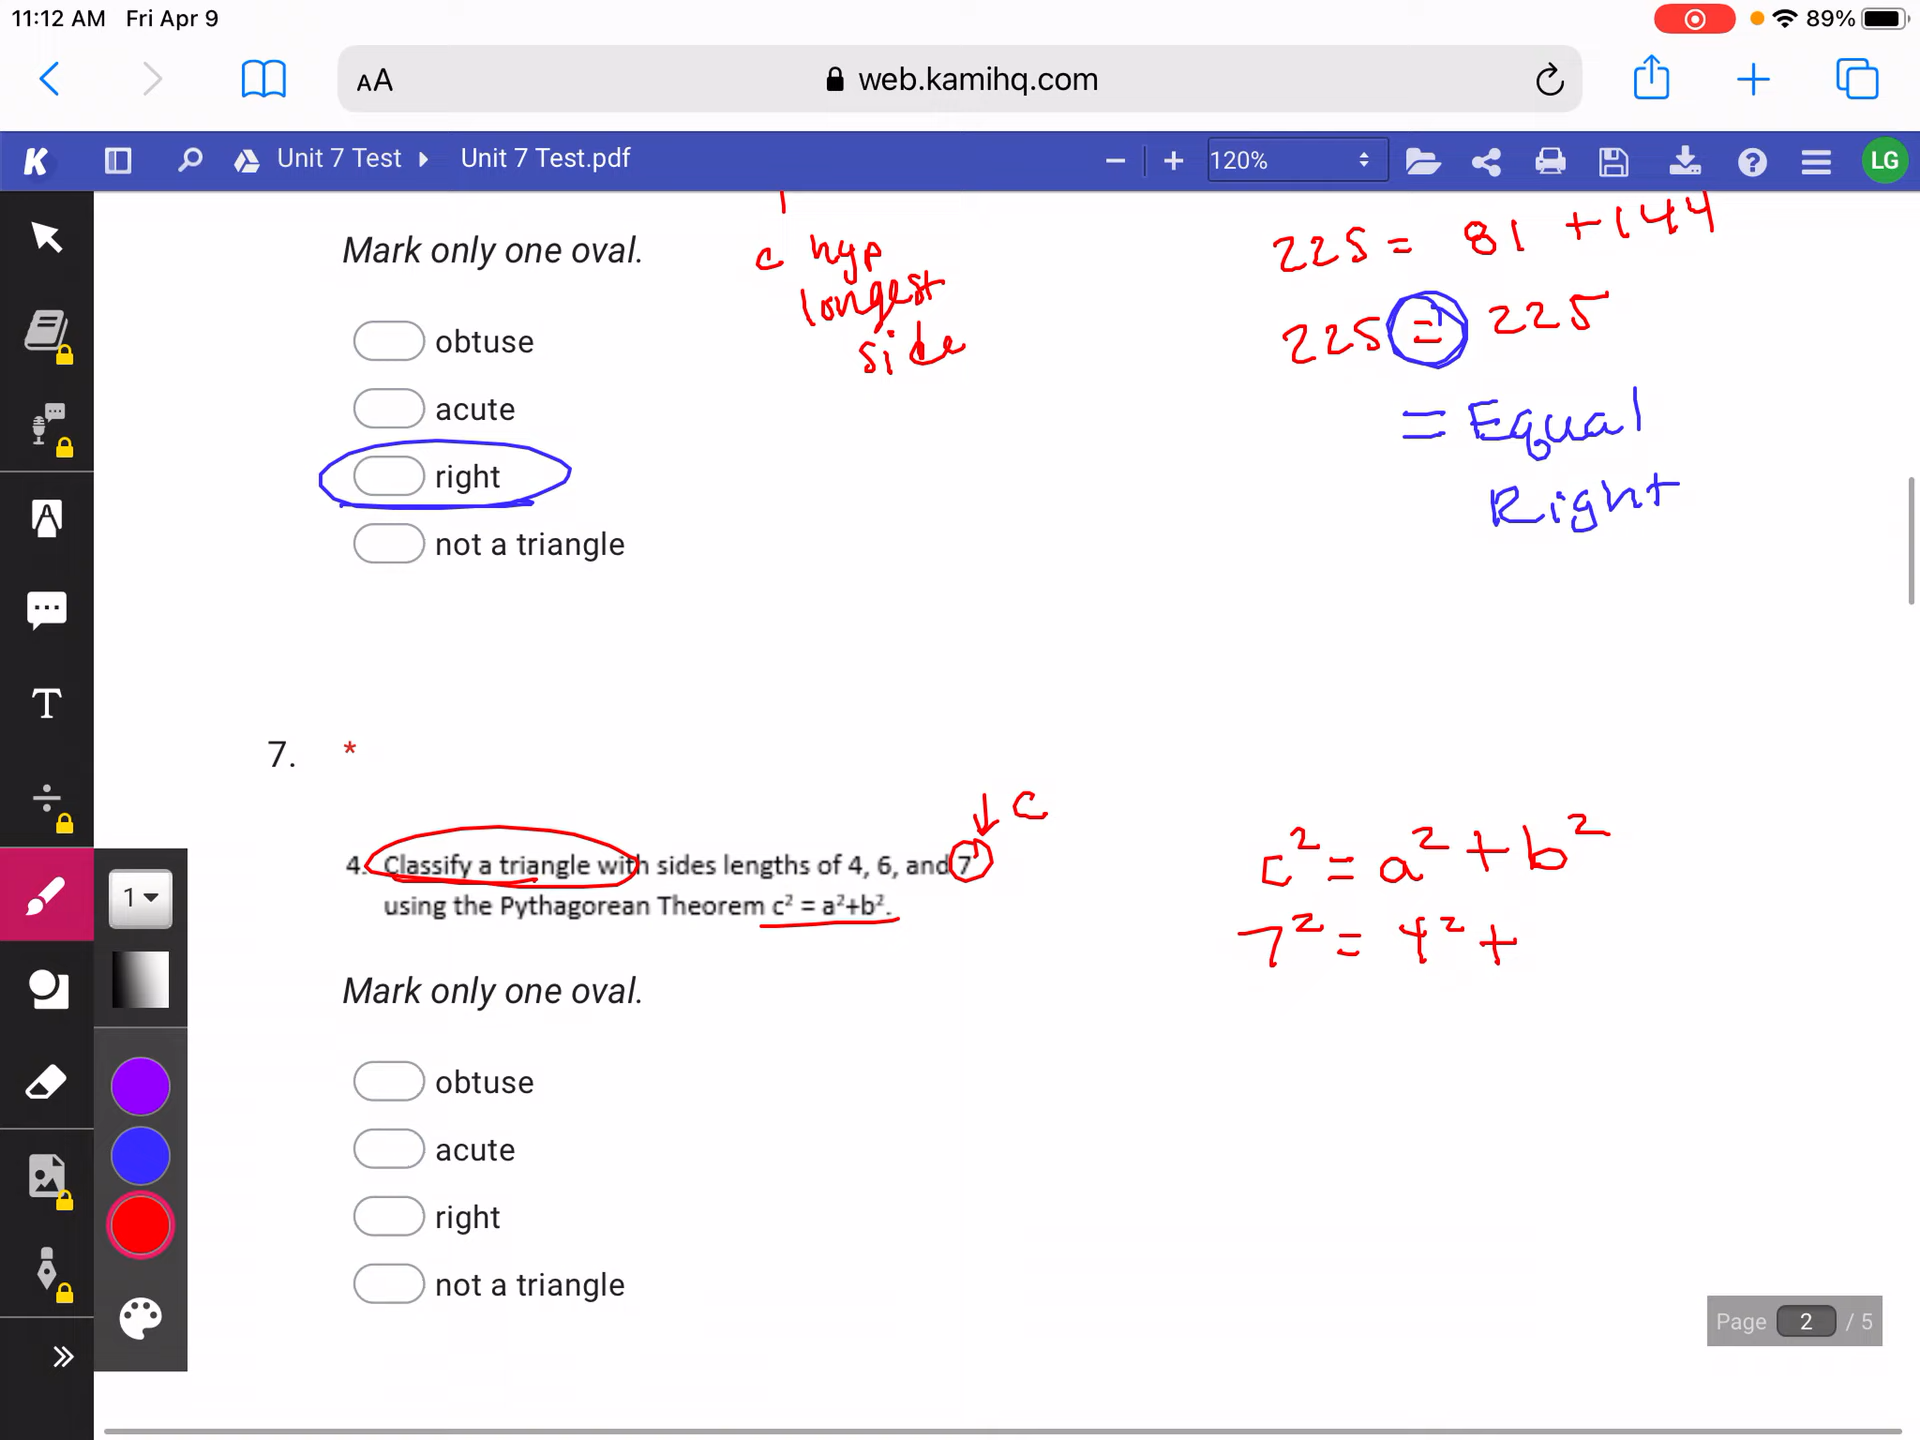 11:12 AM Fri Apr 9
89%
AA web.kamihq.com
K Unit 7 Test Unit 7 Test.pdf
120%
LG
225 = 81 + 144
Mark only one oval.
c hyp
longest
side
225 = 225
obtuse
acute
= Equal
right
Right
not a triangle
7. *
↓ c
4. Classify a triangle with sides lengths of 4, 6, and 7
using the Pythagorean Theorem c² = a²+b².
c² = a² + b²
7² = 4² +
Mark only one oval.
obtuse
acute
right
not a triangle
T
1
Page 2 / 5